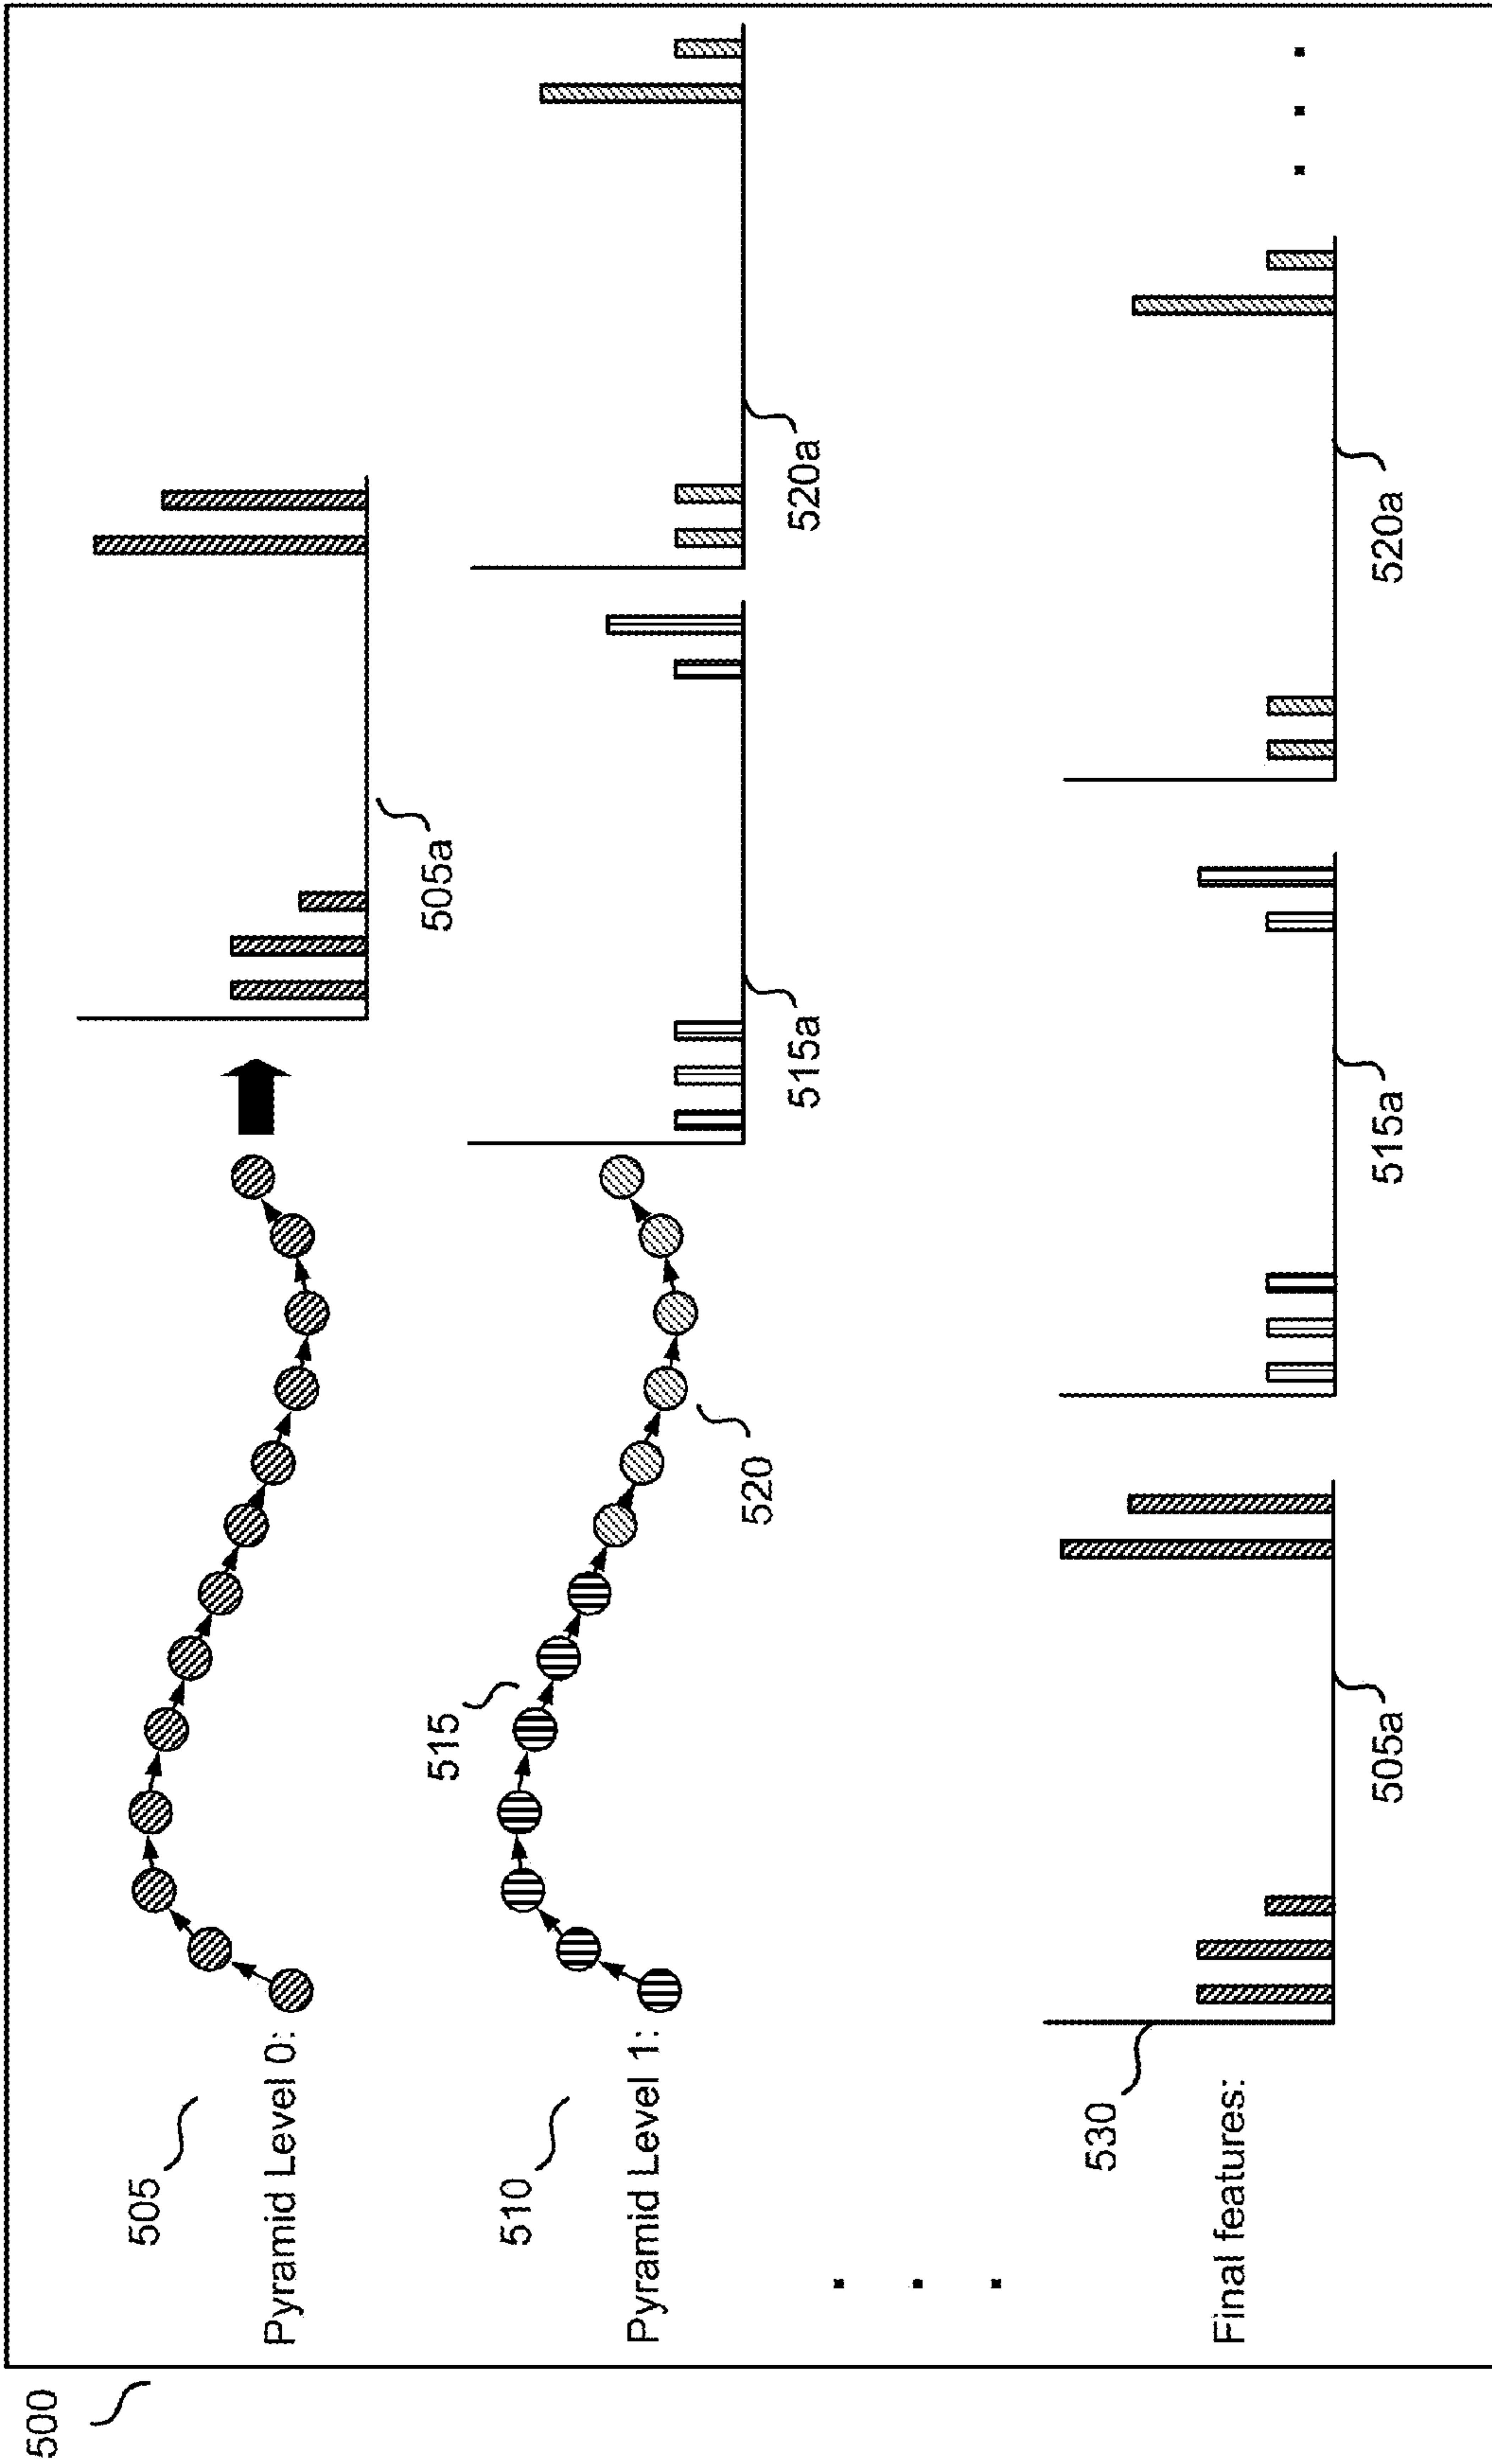 500
505
Pyramid Level 0:
505a
510
Pyramid Level 1:
515
520
515a
520a
530
Final features:
505a
515a
520a